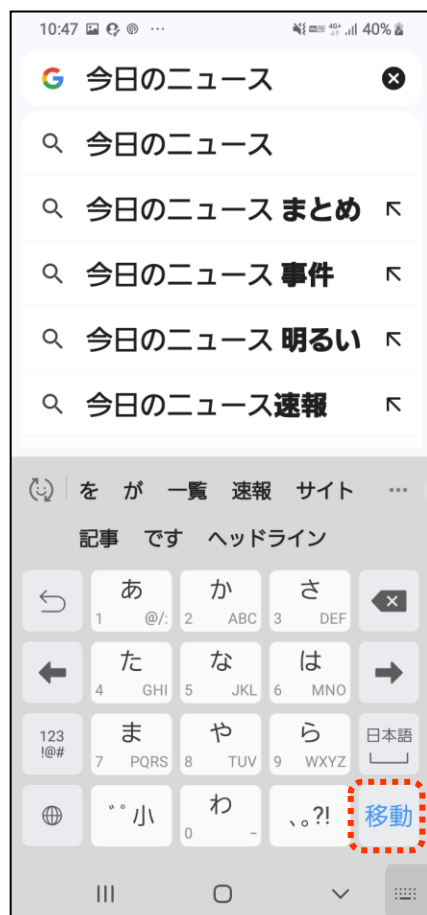 10:47 … 4G+ 40%
今日のニュース
今日のニュース
今日のニュース まとめ
今日のニュース 事件
今日のニュース 明るい
今日のニュース速報
を が 一覧 速報 サイト …
記事 です ヘッドライン
あ か さ
1 @/: 2 ABC 3 DEF
た な は
4 GHI 5 JKL 6 MNO
123 ま や ら 日本語
!@# 7 PQRS 8 TUV 9 WXYZ
゛゜小 わ 、。?! 移動
0 _